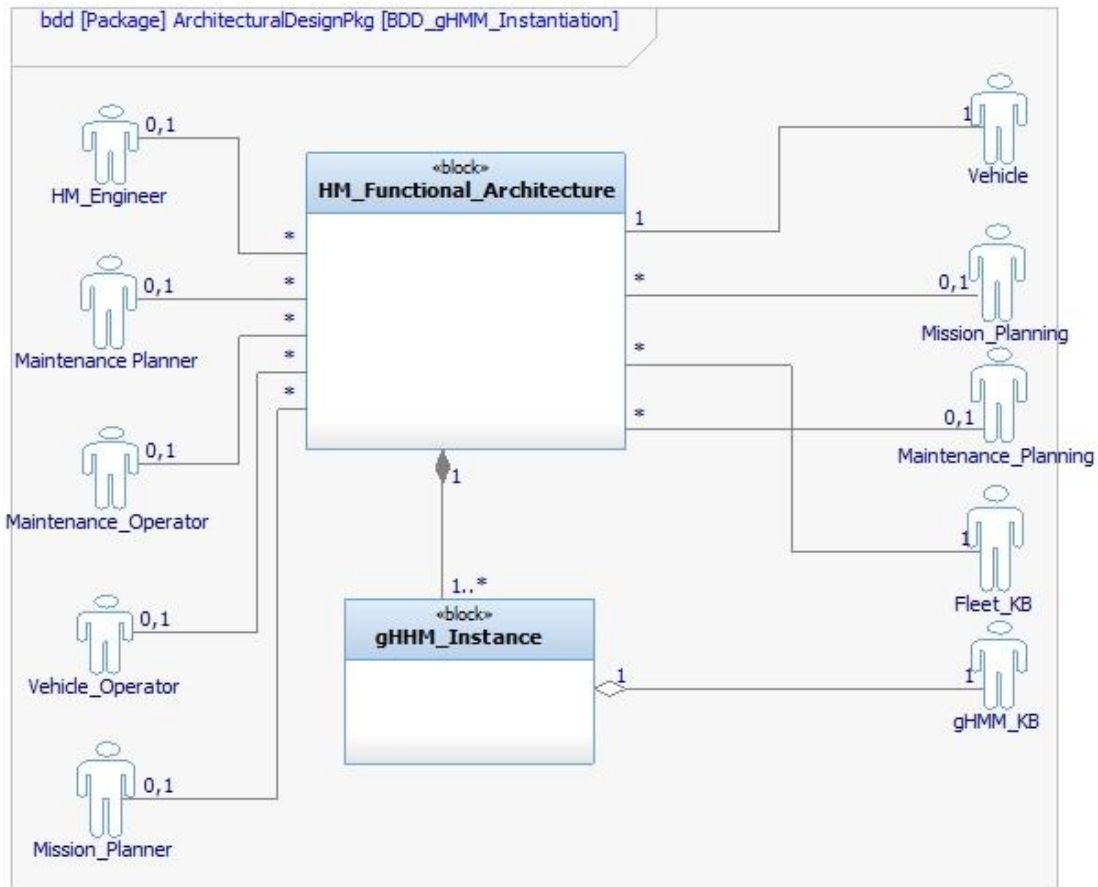 bdd [Package] ArchitecturalDesignPkg [BDD_gHMM_Instantiation]
0,1
HM_Engineer
*
0,1
Maintenance Planner
*
*
0,1
Maintenance_Operator
*
0,1
Vehicle_Operator
*
0,1
Mission_Planner
«block»
HM_Functional_Architecture
1
1
Vehicle
*
0,1
Mission_Planning
*
0,1
Maintenance_Planning
*
1
Fleet_KB
1
1..*
«block»
gHHM_Instance
1
1
gHMM_KB